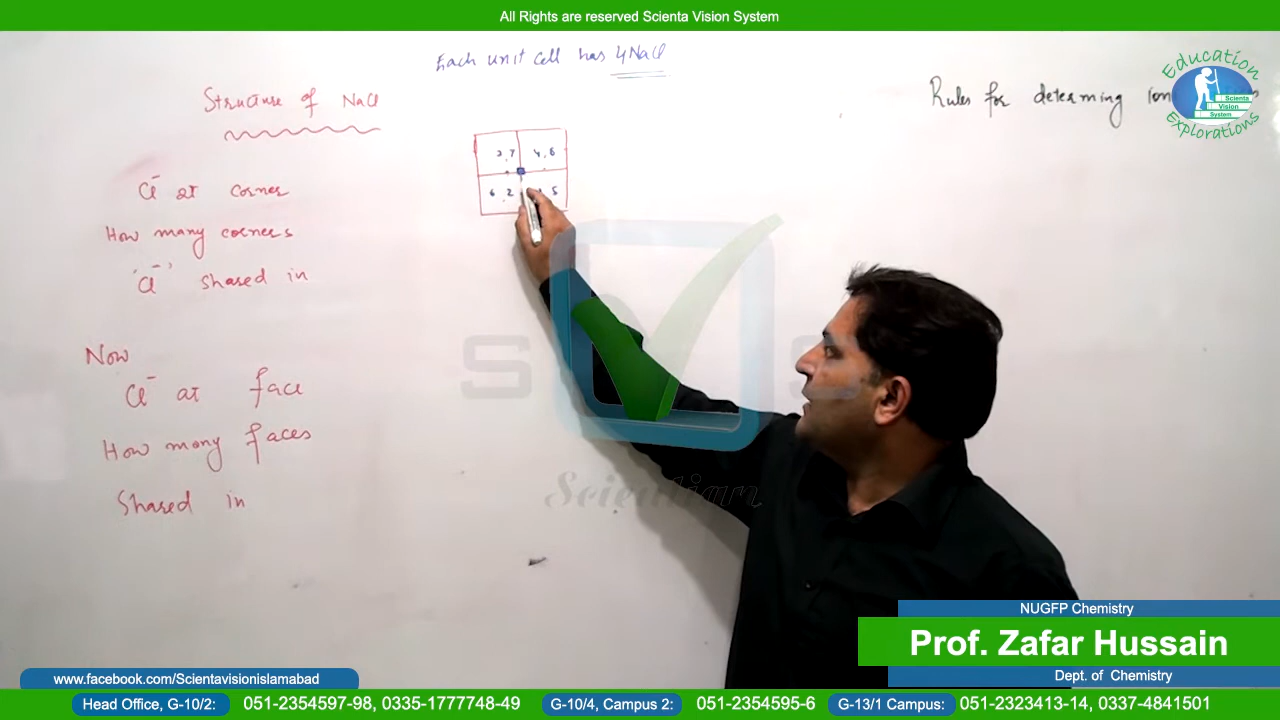 All Rights are reserved Scienta Vision System
Each unit cell has 4NaCl
Structure of NaCl
Rules for determing ion
Education
Scienta
Vision
System
Explorations
3,7 4,8
6 2 5
Cl⁻ at corner
How many corners
'Cl⁻' shared in
Now
Cl⁻ at face
How many faces
Shared in
Scientian
NUGFP Chemistry
Prof. Zafar Hussain
Dept. of Chemistry
www.facebook.com/Scientavisionislamabad
Head Office, G-10/2: 051-2354597-98, 0335-1777748-49 G-10/4, Campus 2: 051-2354595-6 G-13/1 Campus: 051-2323413-14, 0337-4841501